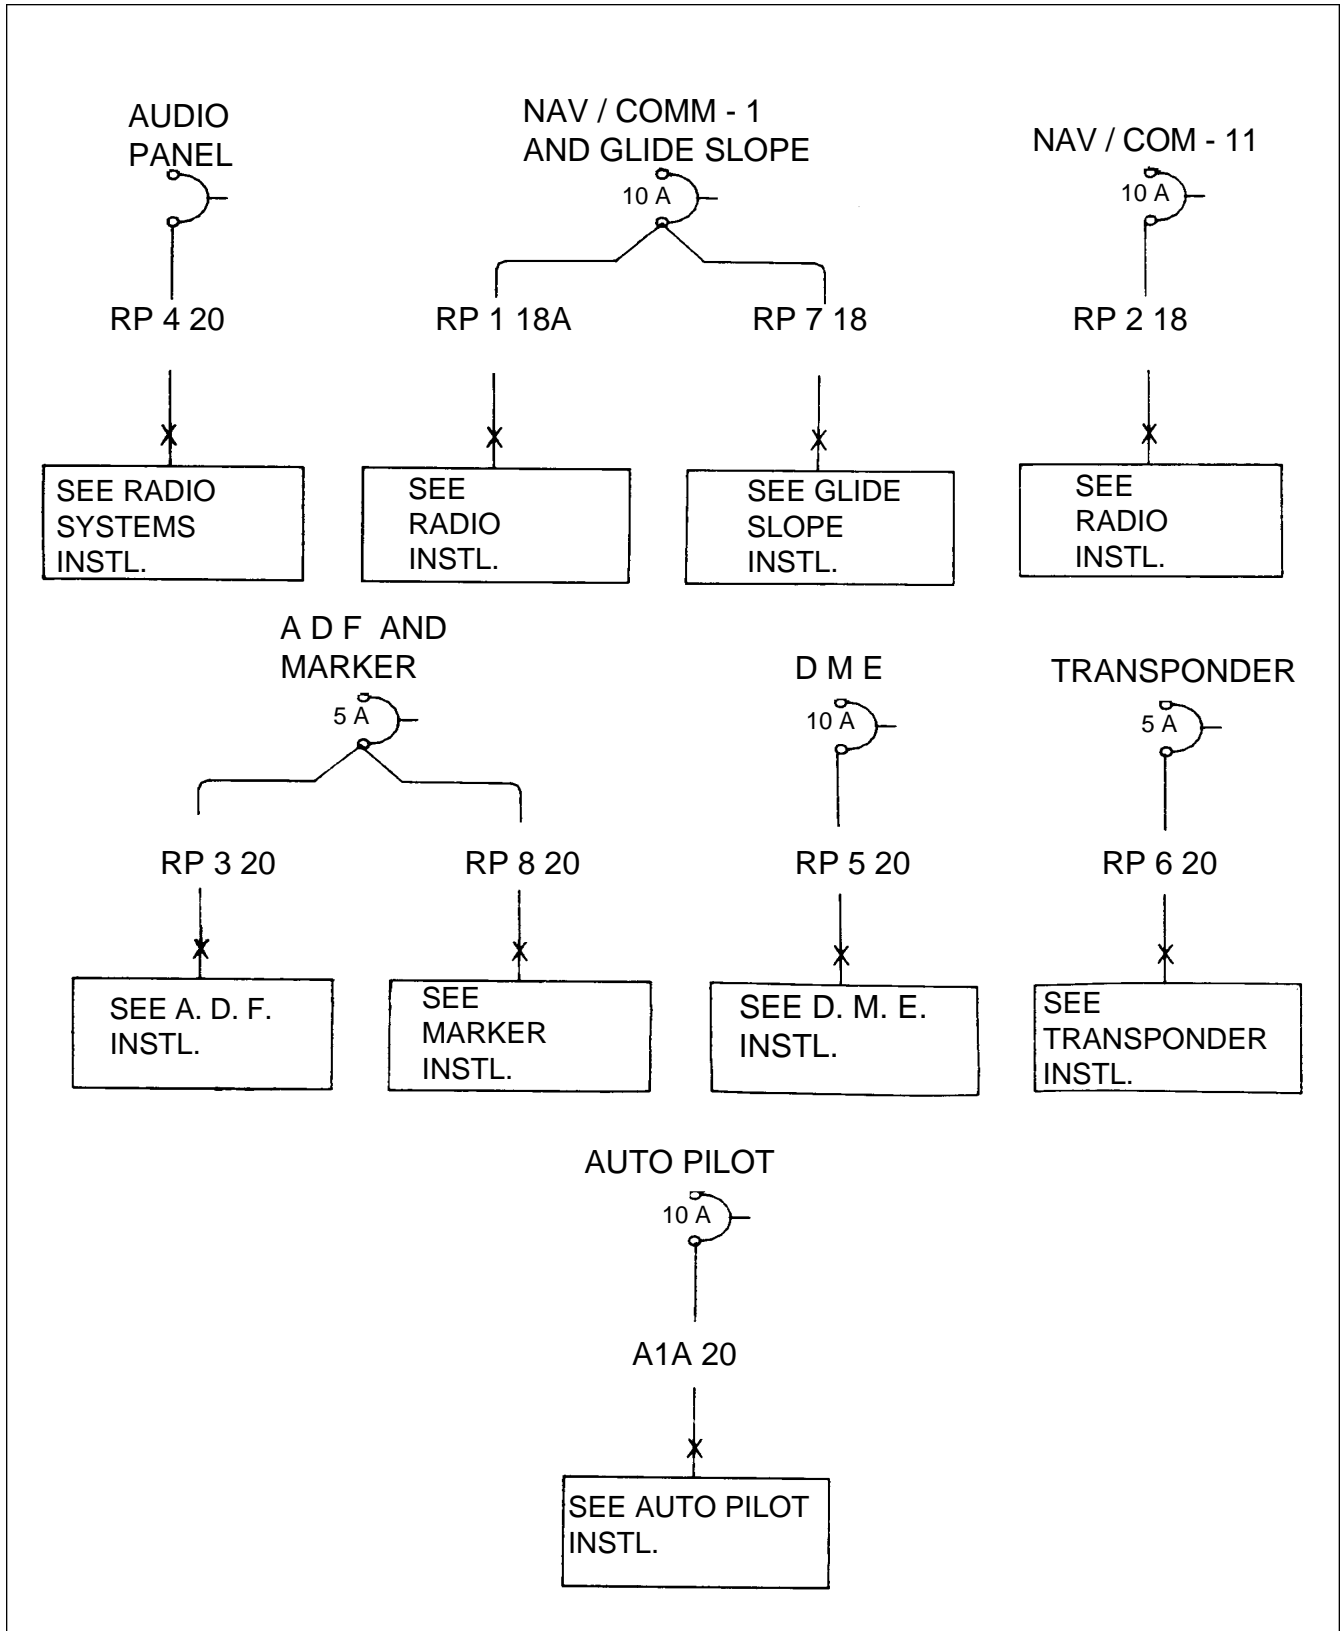 AUDIO
PANEL
NAV / COMM - 1
AND GLIDE SLOPE
10 A
NAV / COM - 11
10 A
RP 4 20
RP 1 18A
RP 7 18
RP 2 18
SEE RADIO
SYSTEMS
INSTL.
SEE
RADIO
INSTL.
SEE GLIDE
SLOPE
INSTL.
SEE
RADIO
INSTL.
A D F AND
MARKER
5 A
D M E
10 A
TRANSPONDER
5 A
RP 3 20
RP 8 20
RP 5 20
RP 6 20
SEE A. D. F.
INSTL.
SEE
MARKER
INSTL.
SEE D. M. E.
INSTL.
SEE
TRANSPONDER
INSTL.
AUTO PILOT
10 A
A1A 20
SEE AUTO PILOT
INSTL.